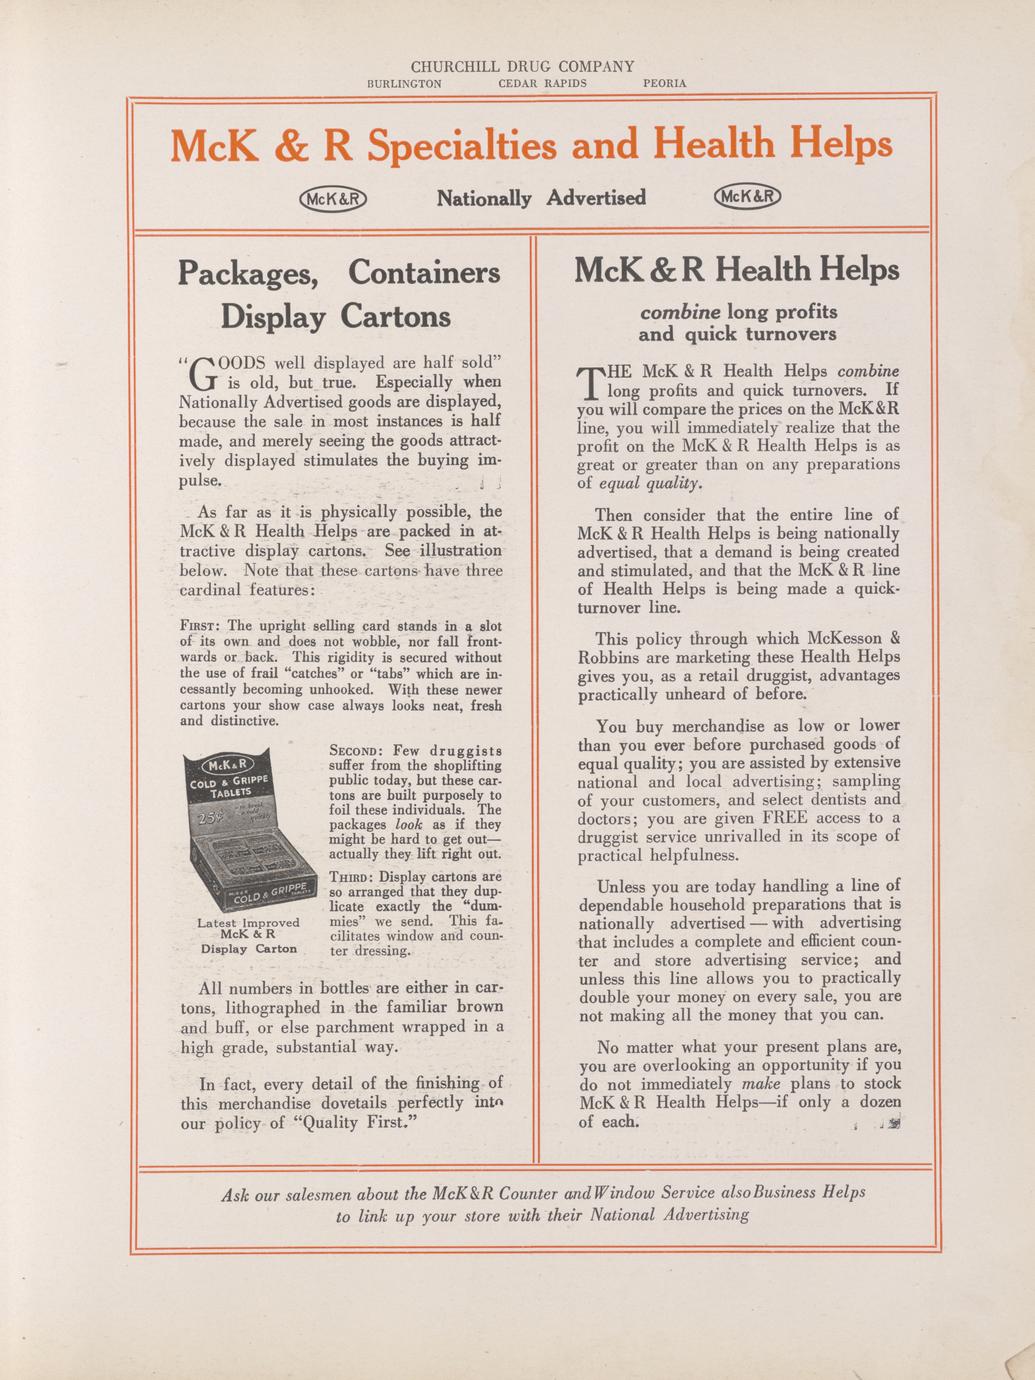 CHURCHILL DRUG COMPANY
BURLINGTON CEDAR RAPIDS PEORIA
McK & R Specialties and Health Helps
McK&R Nationally Advertised McK&R
Packages, Containers
Display Cartons
“GOODS well displayed are half sold”
is old, but true. Especially when
Nationally Advertised goods are displayed,
because the sale in most instances is half
made, and merely seeing the goods attract-
ively displayed stimulates the buying im-
pulse.
As far as it is physically possible, the
McK & R Health Helps are packed in at-
tractive display cartons. See illustration
below. Note that these cartons have three
cardinal features:
FIRST: The upright selling card stands in a slot
of its own and does not wobble, nor fall front-
wards or back. This rigidity is secured without
the use of frail “catches” or “tabs” which are in-
cessantly becoming unhooked. With these newer
cartons your show case always looks neat, fresh
and distinctive.
McK&R
COLD & GRIPPE
TABLETS
25¢
COLD & GRIPPE
TABLETS
Latest Improved
McK & R
Display Carton
SECOND: Few druggists
suffer from the shoplifting
public today, but these car-
tons are built purposely to
foil these individuals. The
packages look as if they
might be hard to get out—
actually they lift right out.
THIRD: Display cartons are
so arranged that they dup-
licate exactly the “dum-
mies” we send. This fa-
cilitates window and coun-
ter dressing.
All numbers in bottles are either in car-
tons, lithographed in the familiar brown
and buff, or else parchment wrapped in a
high grade, substantial way.
In fact, every detail of the finishing of
this merchandise dovetails perfectly into
our policy of “Quality First.”
McK & R Health Helps
combine long profits
and quick turnovers
THE McK & R Health Helps combine
long profits and quick turnovers. If
you will compare the prices on the McK&R
line, you will immediately realize that the
profit on the McK & R Health Helps is as
great or greater than on any preparations
of equal quality.
Then consider that the entire line of
McK & R Health Helps is being nationally
advertised, that a demand is being created
and stimulated, and that the McK & R line
of Health Helps is being made a quick-
turnover line.
This policy through which McKesson &
Robbins are marketing these Health Helps
gives you, as a retail druggist, advantages
practically unheard of before.
You buy merchandise as low or lower
than you ever before purchased goods of
equal quality; you are assisted by extensive
national and local advertising; sampling
of your customers, and select dentists and
doctors; you are given FREE access to a
druggist service unrivalled in its scope of
practical helpfulness.
Unless you are today handling a line of
dependable household preparations that is
nationally advertised — with advertising
that includes a complete and efficient coun-
ter and store advertising service; and
unless this line allows you to practically
double your money on every sale, you are
not making all the money that you can.
No matter what your present plans are,
you are overlooking an opportunity if you
do not immediately make plans to stock
McK & R Health Helps—if only a dozen
of each.
Ask our salesmen about the McK&R Counter and Window Service also Business Helps
to link up your store with their National Advertising